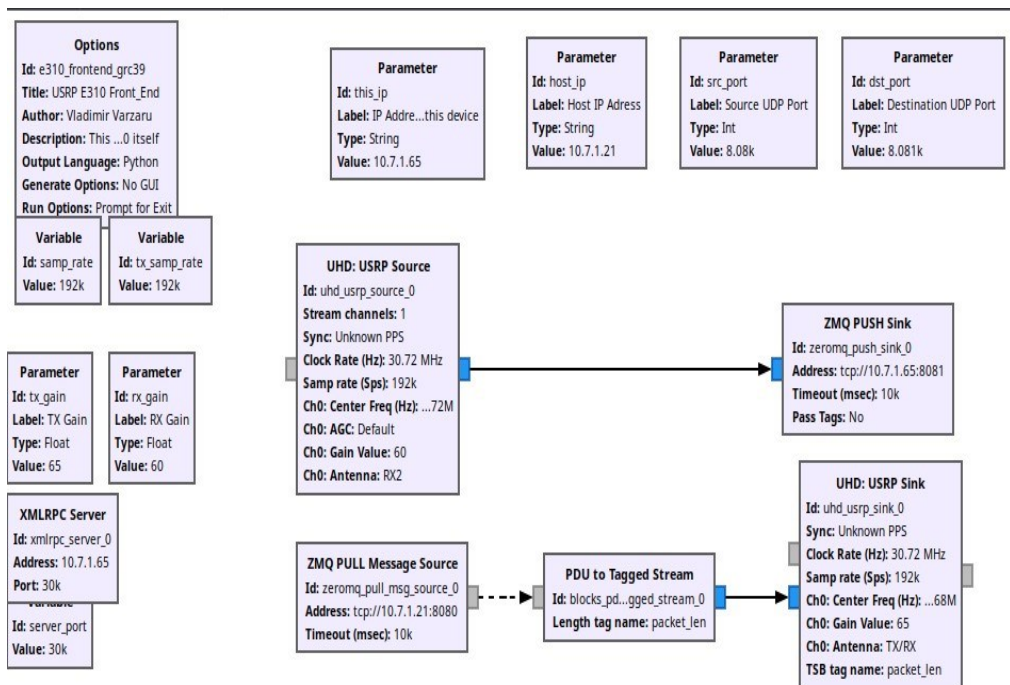 Options
Id: e310_frontend_grc39
Title: USRP E310 Front_End
Author: Vladimir Varzaru
Description: This ...0 itself
Output Language: Python
Generate Options: No GUI
Run Options: Prompt for Exit
Parameter
Id: this_ip
Label: IP Addre...this device
Type: String
Value: 10.7.1.65
Parameter
Id: host_ip
Label: Host IP Adress
Type: String
Value: 10.7.1.21
Parameter
Id: src_port
Label: Source UDP Port
Type: Int
Value: 8.08k
Parameter
Id: dst_port
Label: Destination UDP Port
Type: Int
Value: 8.081k
Variable
Id: samp_rate
Value: 192k
Variable
Id: tx_samp_rate
Value: 192k
UHD: USRP Source
Id: uhd_usrp_source_0
Stream channels: 1
Sync: Unknown PPS
Clock Rate (Hz): 30.72 MHz
Samp rate (Sps): 192k
Ch0: Center Freq (Hz): ...72M
Ch0: AGC: Default
Ch0: Gain Value: 60
Ch0: Antenna: RX2
ZMQ PUSH Sink
Id: zeromq_push_sink_0
Address: tcp://10.7.1.65:8081
Timeout (msec): 10k
Pass Tags: No
Parameter
Id: tx_gain
Label: TX Gain
Type: Float
Value: 65
Parameter
Id: rx_gain
Label: RX Gain
Type: Float
Value: 60
XMLRPC Server
Id: xmlrpc_server_0
Address: 10.7.1.65
Port: 30k
Variable
Id: server_port
Value: 30k
ZMQ PULL Message Source
Id: zeromq_pull_msg_source_0
Address: tcp://10.7.1.21:8080
Timeout (msec): 10k
PDU to Tagged Stream
Id: blocks_pd...gged_stream_0
Length tag name: packet_len
UHD: USRP Sink
Id: uhd_usrp_sink_0
Sync: Unknown PPS
Clock Rate (Hz): 30.72 MHz
Samp rate (Sps): 192k
Ch0: Center Freq (Hz): ...68M
Ch0: Gain Value: 65
Ch0: Antenna: TX/RX
TSB tag name: packet_len